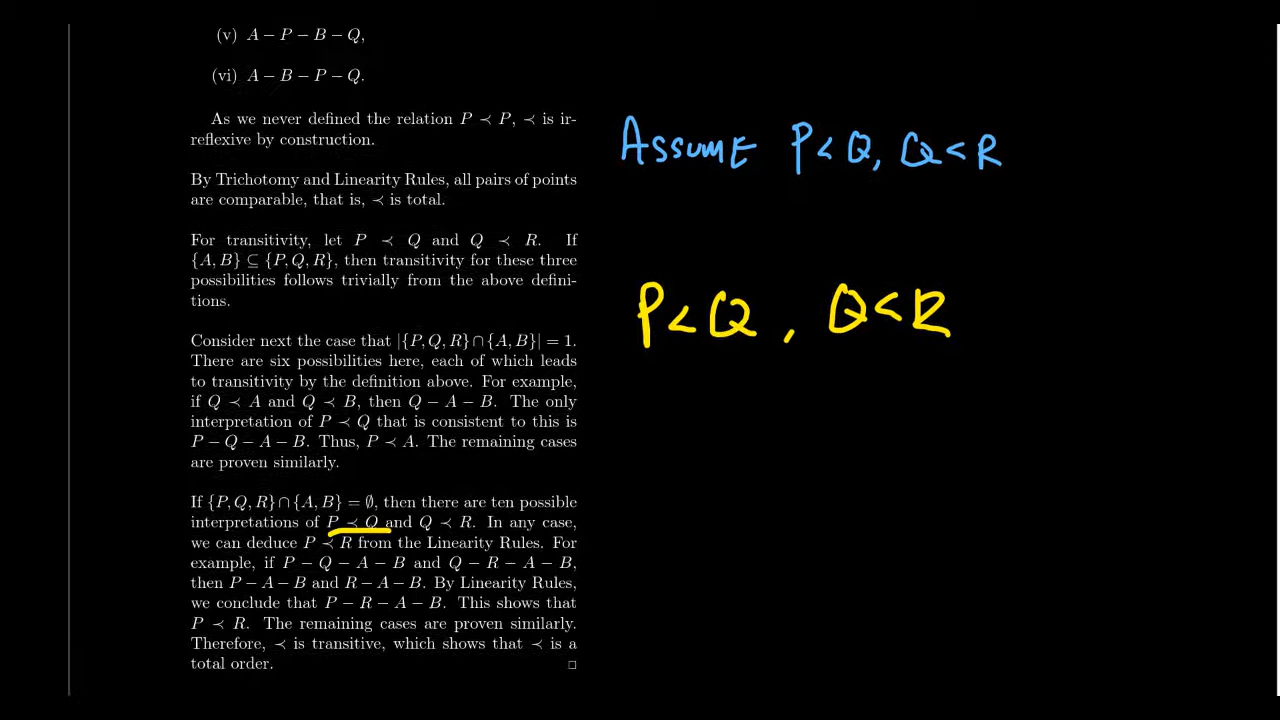 (v) A − P − B − Q,
(vi) A − B − P − Q.
As we never defined the relation P ≺ P, ≺ is ir-
reflexive by construction.
By Trichotomy and Linearity Rules, all pairs of points
are comparable, that is, ≺ is total.
For transitivity, let P ≺ Q and Q ≺ R. If
{A, B} ⊆ {P, Q, R}, then transitivity for these three
possibilities follows trivially from the above defini-
tions.
Consider next the case that |{P, Q, R} ∩ {A, B}| = 1.
There are six possibilities here, each of which leads
to transitivity by the definition above. For example,
if Q ≺ A and Q ≺ B, then Q − A − B. The only
interpretation of P ≺ Q that is consistent to this is
P − Q − A − B. Thus, P ≺ A. The remaining cases
are proven similarly.
If {P, Q, R} ∩ {A, B} = ∅, then there are ten possible
interpretations of P ≺ Q and Q ≺ R. In any case,
we can deduce P ≺ R from the Linearity Rules. For
example, if P − Q − A − B and Q − R − A − B,
then P − A − B and R − A − B. By Linearity Rules,
we conclude that P − R − A − B. This shows that
P ≺ R. The remaining cases are proven similarly.
Therefore, ≺ is transitive, which shows that ≺ is a
total order. □
ASSUME P < Q, Q < R
P < Q , Q < R